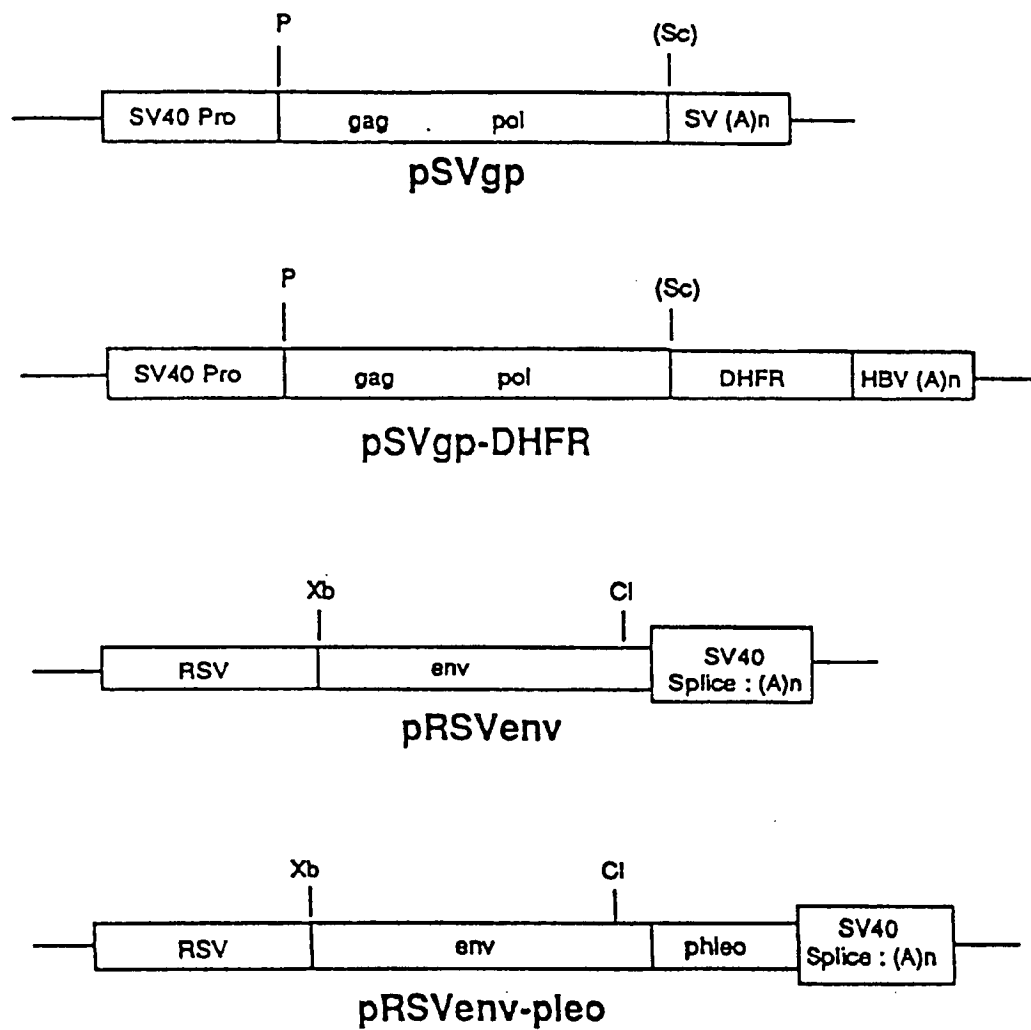 P (Sc)
SV40 Pro gag pol SV (A)n
pSVgp
P (Sc)
SV40 Pro gag pol DHFR HBV (A)n
pSVgp-DHFR
Xb Cl
RSV env SV40
Splice : (A)n
pRSVenv
Xb Cl
RSV env phleo SV40
Splice : (A)n
pRSVenv-pleo